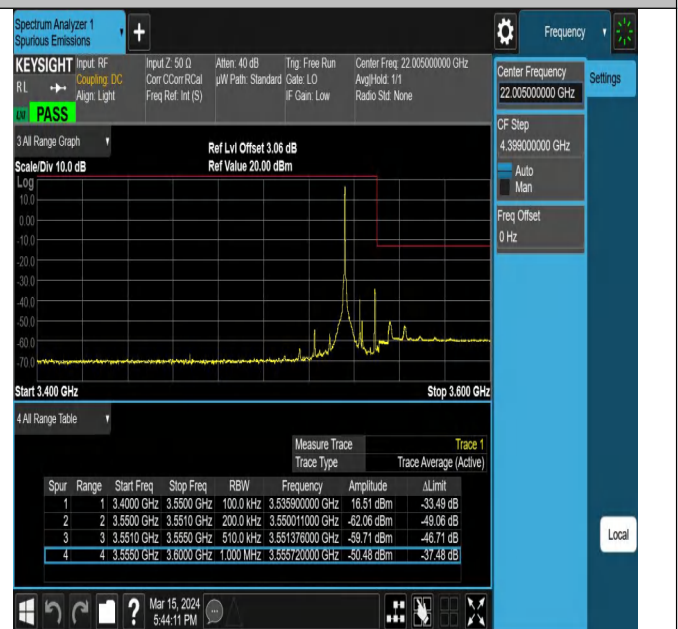 Spectrum Analyzer 1
Spurious Emissions
Frequency
KEYSIGHT Input: RF Input Z: 50 Ω Atten: 40 dB Trig: Free Run Center Freq: 22.005000000 GHz
RL Coupling: DC Corr CCorr RCal µW Path: Standard Gate: LO Avg|Hold: 1/1
Align: Light Freq Ref: Int (S) IF Gain: Low Radio Std: None
LXI PASS
Center Frequency
22.005000000 GHz
Settings
CF Step
4.399000000 GHz
Auto
Man
Freq Offset
0 Hz
3 All Range Graph
Ref Lvl Offset 3.06 dB
Scale/Div 10.0 dB Ref Value 20.00 dBm
Log
10.0
0.00
-10.0
-20.0
-30.0
-40.0
-50.0
-60.0
-70.0
Start 3.400 GHz Stop 3.600 GHz
4 All Range Table
Measure Trace Trace 1
Trace Type Trace Average (Active)
Spur Range Start Freq Stop Freq RBW Frequency Amplitude ΔLimit
1 1 3.4000 GHz 3.5500 GHz 100.0 kHz 3.535900000 GHz 16.51 dBm -33.49 dB
2 2 3.5500 GHz 3.5510 GHz 200.0 kHz 3.550011000 GHz -62.06 dBm -49.06 dB
3 3 3.5510 GHz 3.5550 GHz 510.0 kHz 3.551376000 GHz -59.71 dBm -46.71 dB
4 4 3.5550 GHz 3.6000 GHz 1.000 MHz 3.555720000 GHz -50.48 dBm -37.48 dB
Local
? Mar 15, 2024
5:44:11 PM